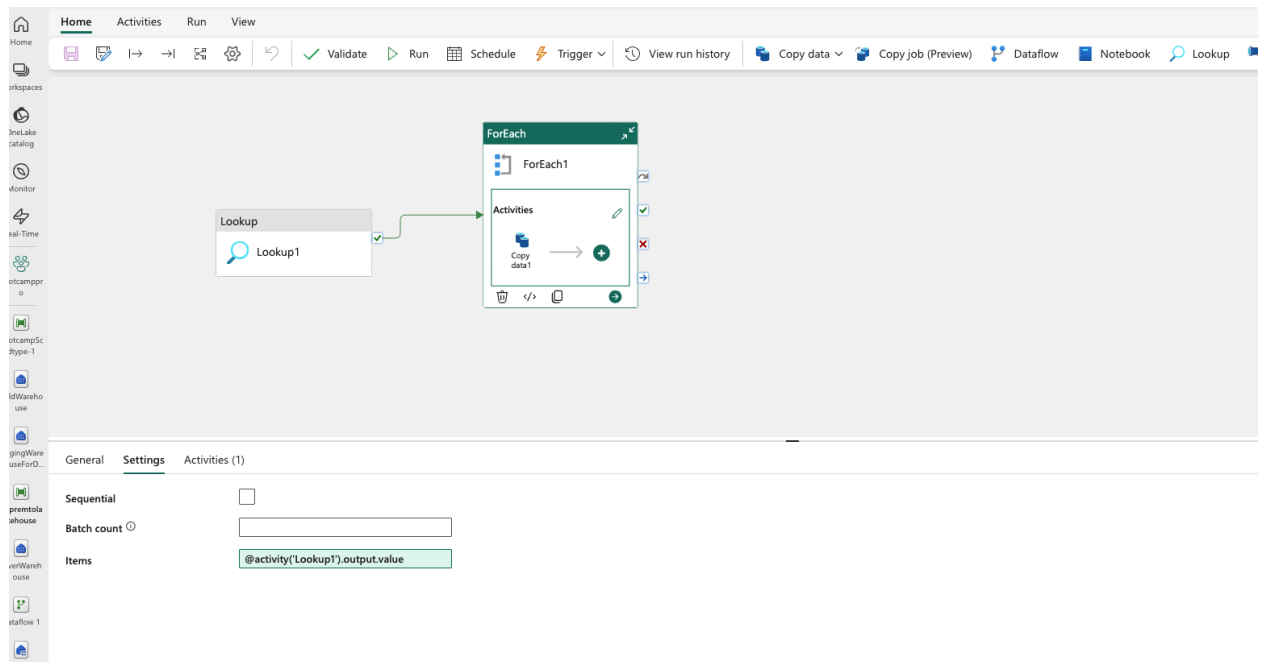 Home Activities Run View
Home
Validate Run Schedule Trigger View run history Copy data Copy job (Preview) Dataflow Notebook Lookup
orkspaces
OneLake
catalog
Monitor
eal-Time
otcamppr
o
otcampSc
dtype-1
ldWareho
use
gingWare
useForD...
premtola
kehouse
verWareh
ouse
ataflow 1
ForEach
ForEach1
Activities
Copy
data1
Lookup
Lookup1
General Settings Activities (1)
Sequential
Batch count
Items @activity('Lookup1').output.value